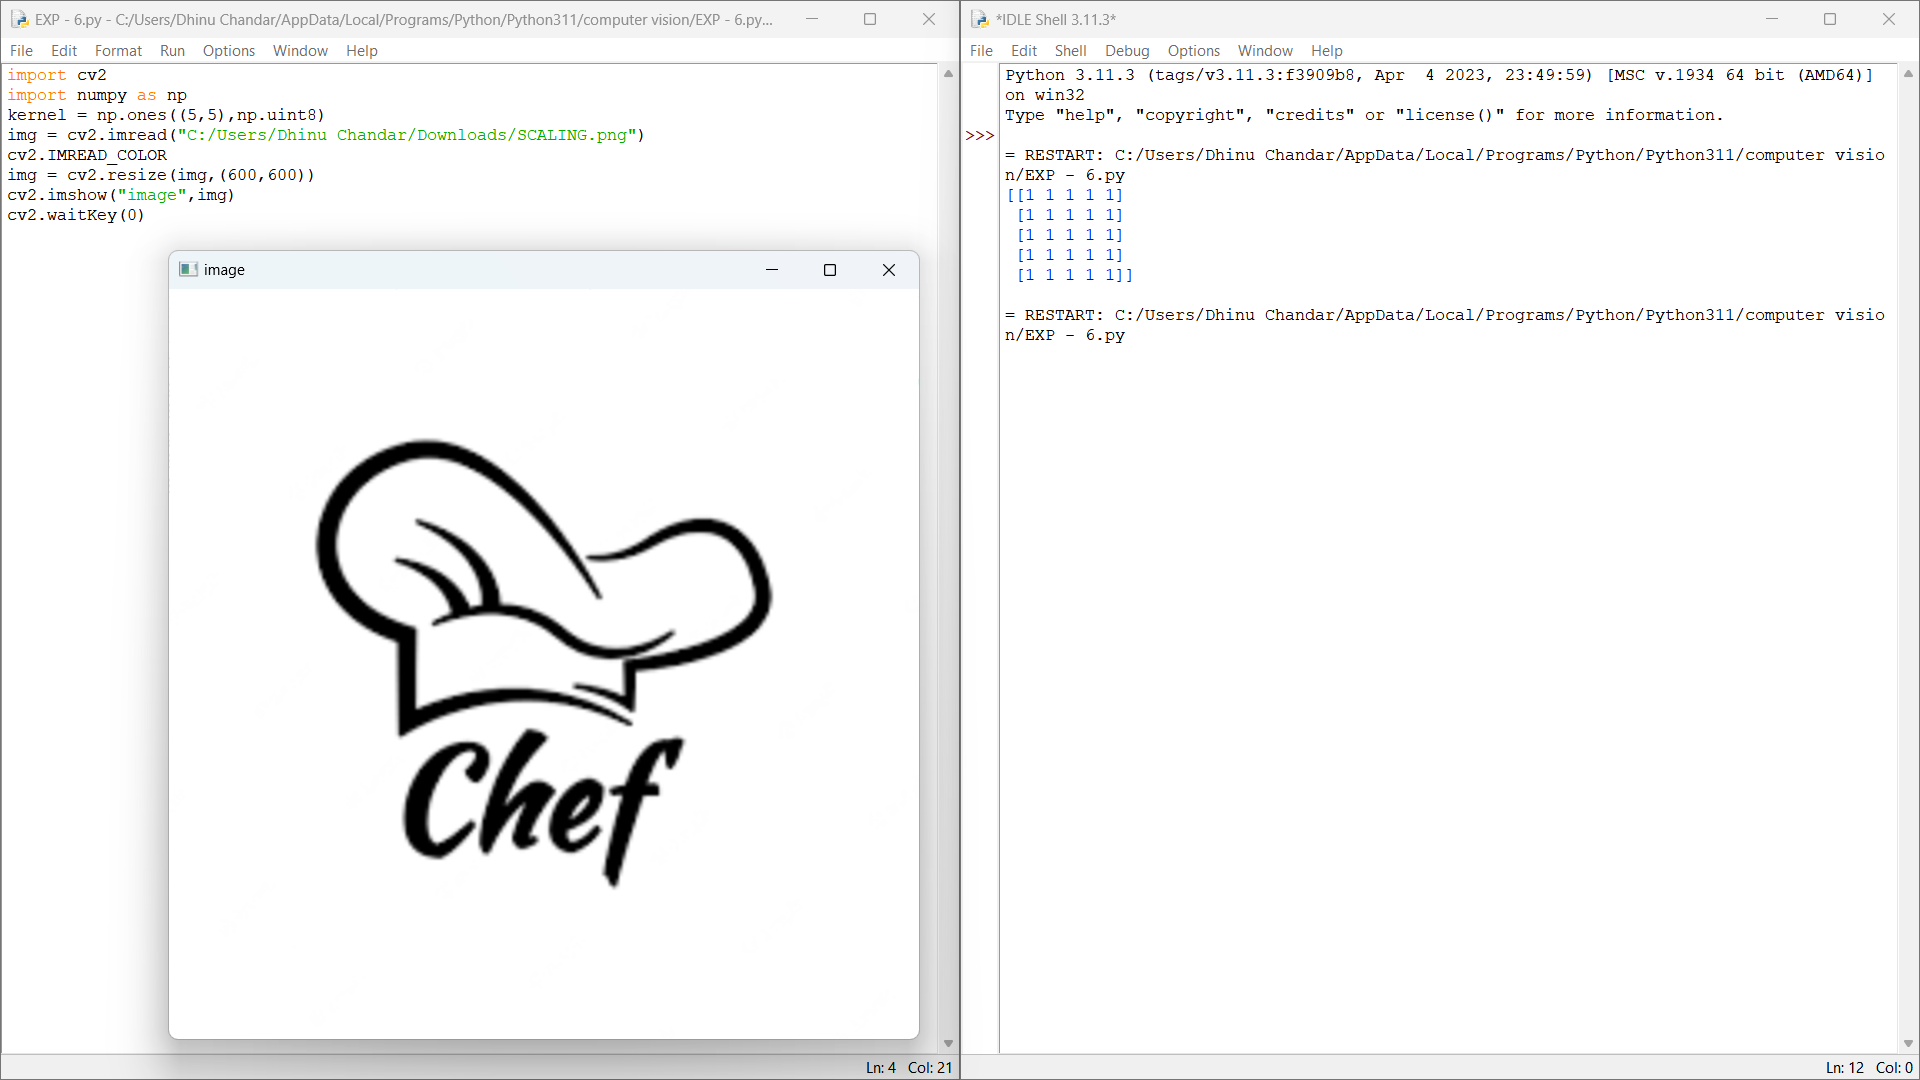 EXP - 6.py - C:/Users/Dhinu Chandar/AppData/Local/Programs/Python/Python311/computer vision/EXP - 6.py...
File Edit Format Run Options Window Help
import cv2
import numpy as np
kernel = np.ones((5,5),np.uint8)
img = cv2.imread("C:/Users/Dhinu Chandar/Downloads/SCALING.png")
cv2.IMREAD_COLOR
img = cv2.resize(img,(600,600))
cv2.imshow("image",img)
cv2.waitKey(0)
image
Chef
Ln: 4 Col: 21
*IDLE Shell 3.11.3*
File Edit Shell Debug Options Window Help
Python 3.11.3 (tags/v3.11.3:f3909b8, Apr  4 2023, 23:49:59) [MSC v.1934 64 bit (AMD64)]
on win32
Type "help", "copyright", "credits" or "license()" for more information.
>>>
= RESTART: C:/Users/Dhinu Chandar/AppData/Local/Programs/Python/Python311/computer visio
n/EXP - 6.py
[[1 1 1 1 1]
 [1 1 1 1 1]
 [1 1 1 1 1]
 [1 1 1 1 1]
 [1 1 1 1 1]]
= RESTART: C:/Users/Dhinu Chandar/AppData/Local/Programs/Python/Python311/computer visio
n/EXP - 6.py
Ln: 12 Col: 0